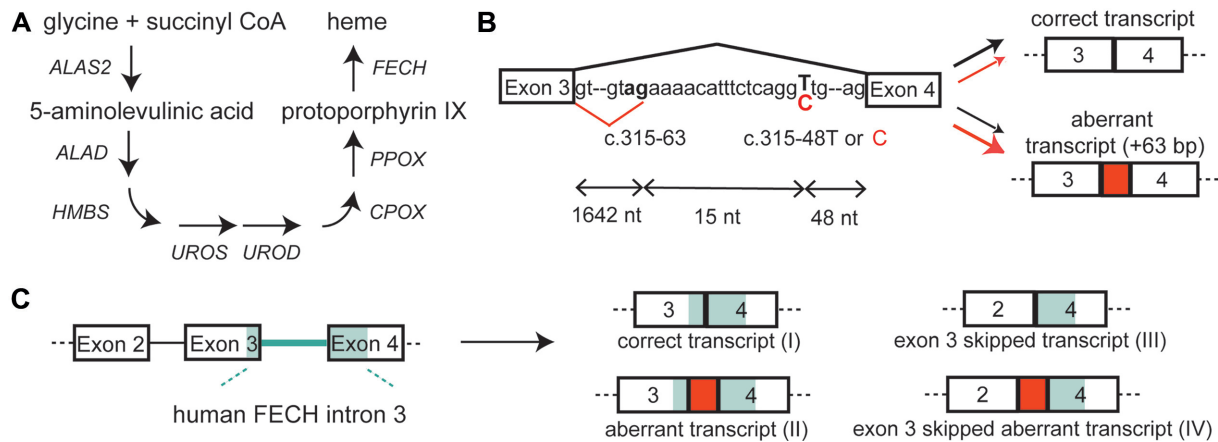 A
glycine + succinyl CoA
heme
ALAS2
FECH
5-aminolevulinic acid
protoporphyrin IX
ALAD
PPOX
HMBS
CPOX
UROS
UROD
B
Exon 3
gt--gtagaaaacatttctcaggTtg--ag
Exon 4
C
c.315-63
c.315-48T or C
1642 nt
15 nt
48 nt
correct transcript
3
4
aberrant
transcript (+63 bp)
3
4
C
Exon 2
Exon 3
Exon 4
human FECH intron 3
3
4
correct transcript (I)
3
4
aberrant transcript (II)
2
4
exon 3 skipped transcript (III)
2
4
exon 3 skipped aberrant transcript (IV)